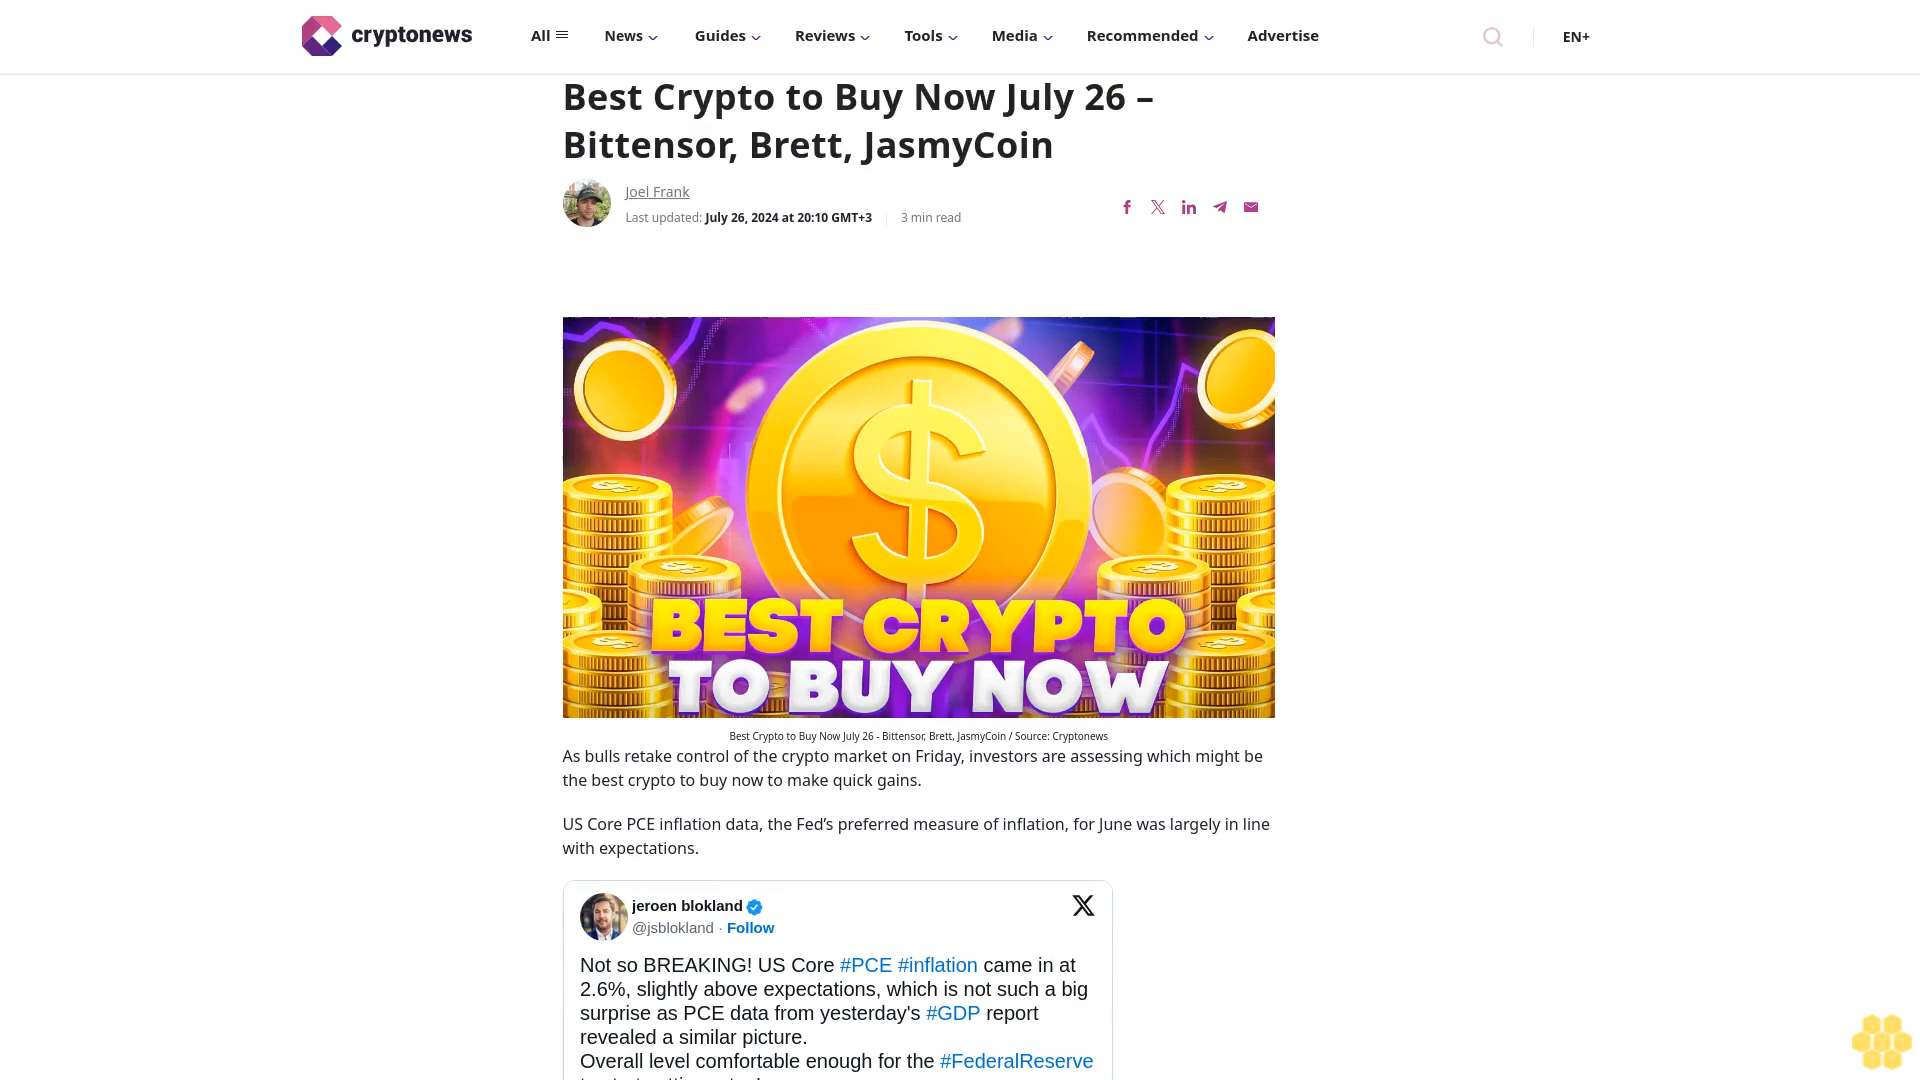 cryptonews
All
News
Guides
Reviews
Tools
Media
Recommended
Advertise
EN+
Best Crypto to Buy Now July 26 –
Bittensor, Brett, JasmyCoin
Joel Frank
Last updated: July 26, 2024 at 20:10 GMT+3
3 min read
BEST CRYPTO
TO BUY NOW
Best Crypto to Buy Now July 26 - Bittensor, Brett, JasmyCoin / Source: Cryptonews
As bulls retake control of the crypto market on Friday, investors are assessing which might be
the best crypto to buy now to make quick gains.
US Core PCE inflation data, the Fed’s preferred measure of inflation, for June was largely in line
with expectations.
jeroen blokland
@jsblokland · Follow
Not so BREAKING! US Core #PCE #inflation came in at
2.6%, slightly above expectations, which is not such a big
surprise as PCE data from yesterday's #GDP report
revealed a similar picture.
Overall level comfortable enough for the #FederalReserve